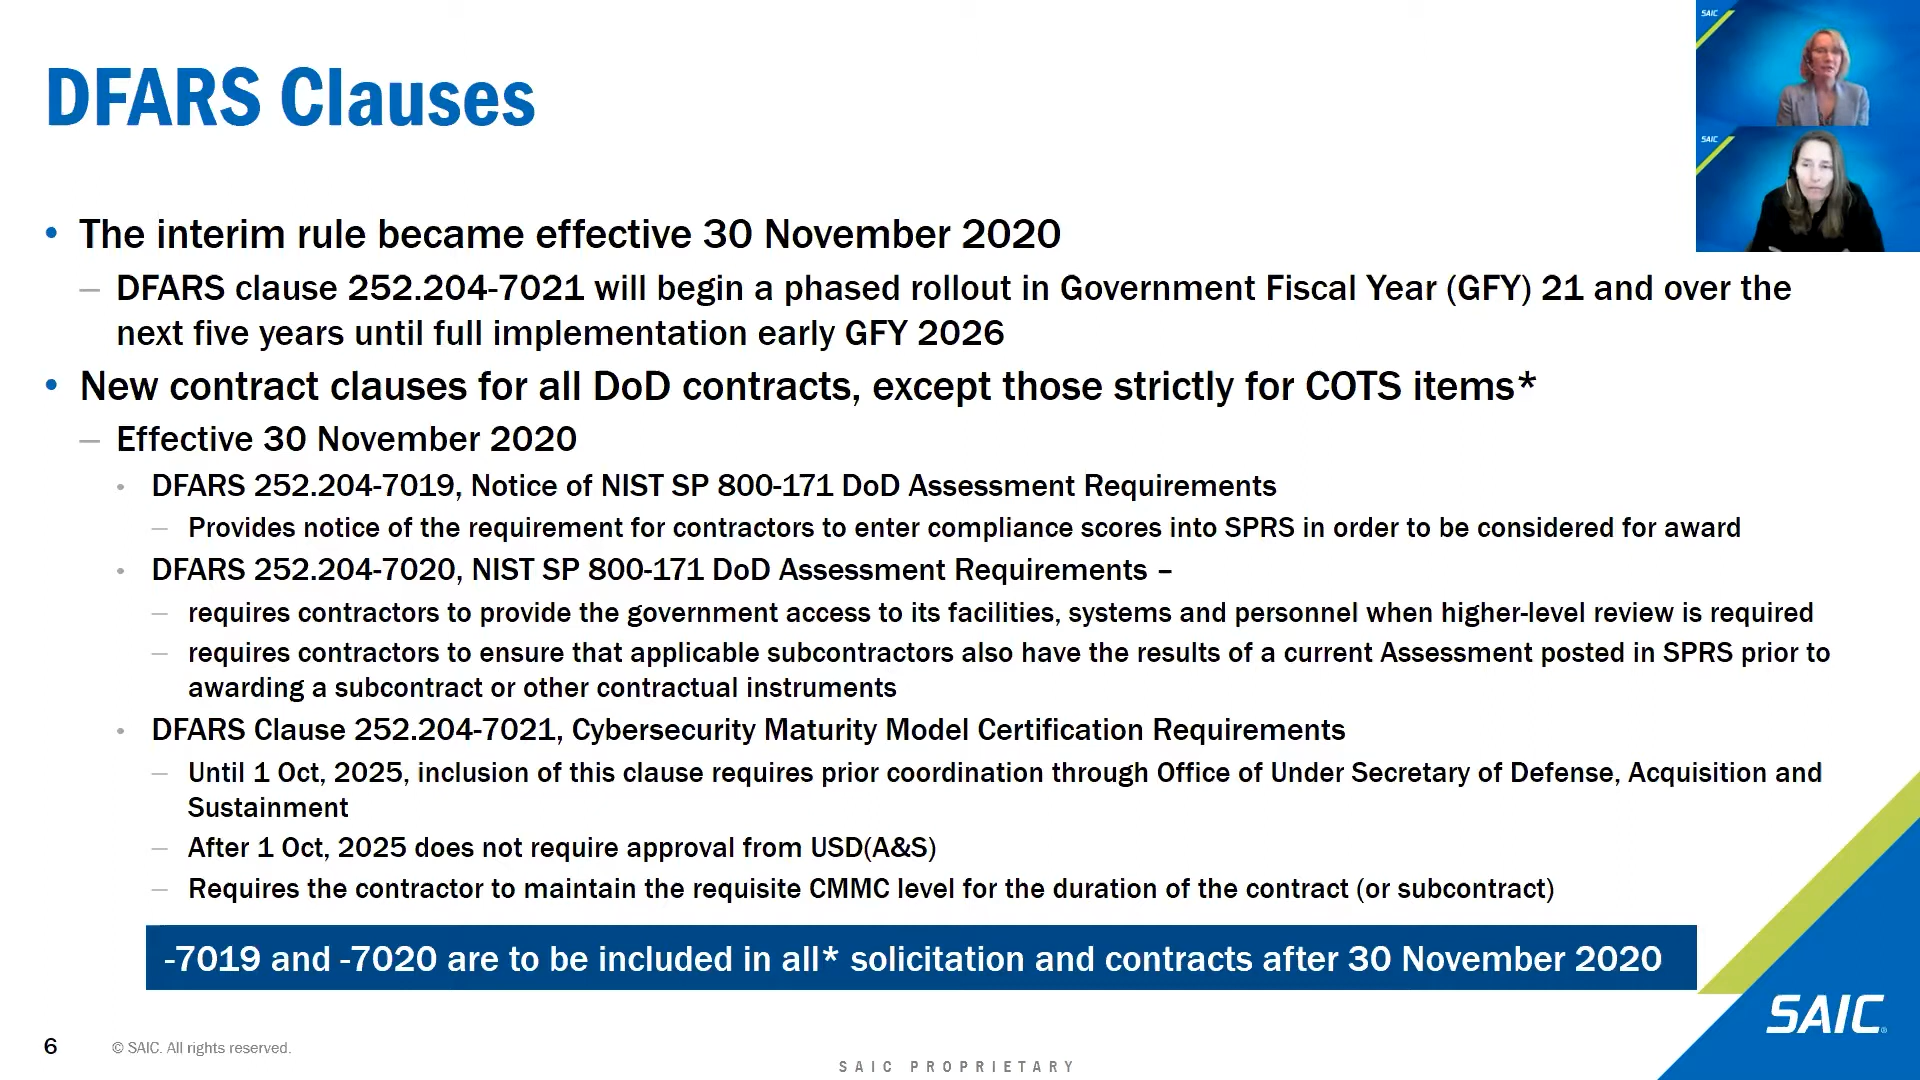 DFARS Clauses
SAIC
SAIC
• The interim rule became effective 30 November 2020
– DFARS clause 252.204-7021 will begin a phased rollout in Government Fiscal Year (GFY) 21 and over the
next five years until full implementation early GFY 2026
• New contract clauses for all DoD contracts, except those strictly for COTS items*
– Effective 30 November 2020
• DFARS 252.204-7019, Notice of NIST SP 800-171 DoD Assessment Requirements
– Provides notice of the requirement for contractors to enter compliance scores into SPRS in order to be considered for award
• DFARS 252.204-7020, NIST SP 800-171 DoD Assessment Requirements –
– requires contractors to provide the government access to its facilities, systems and personnel when higher-level review is required
– requires contractors to ensure that applicable subcontractors also have the results of a current Assessment posted in SPRS prior to
awarding a subcontract or other contractual instruments
• DFARS Clause 252.204-7021, Cybersecurity Maturity Model Certification Requirements
– Until 1 Oct, 2025, inclusion of this clause requires prior coordination through Office of Under Secretary of Defense, Acquisition and
Sustainment
– After 1 Oct, 2025 does not require approval from USD(A&S)
– Requires the contractor to maintain the requisite CMMC level for the duration of the contract (or subcontract)
-7019 and -7020 are to be included in all* solicitation and contracts after 30 November 2020
SAIC®
6
© SAIC. All rights reserved.
SAIC PROPRIETARY